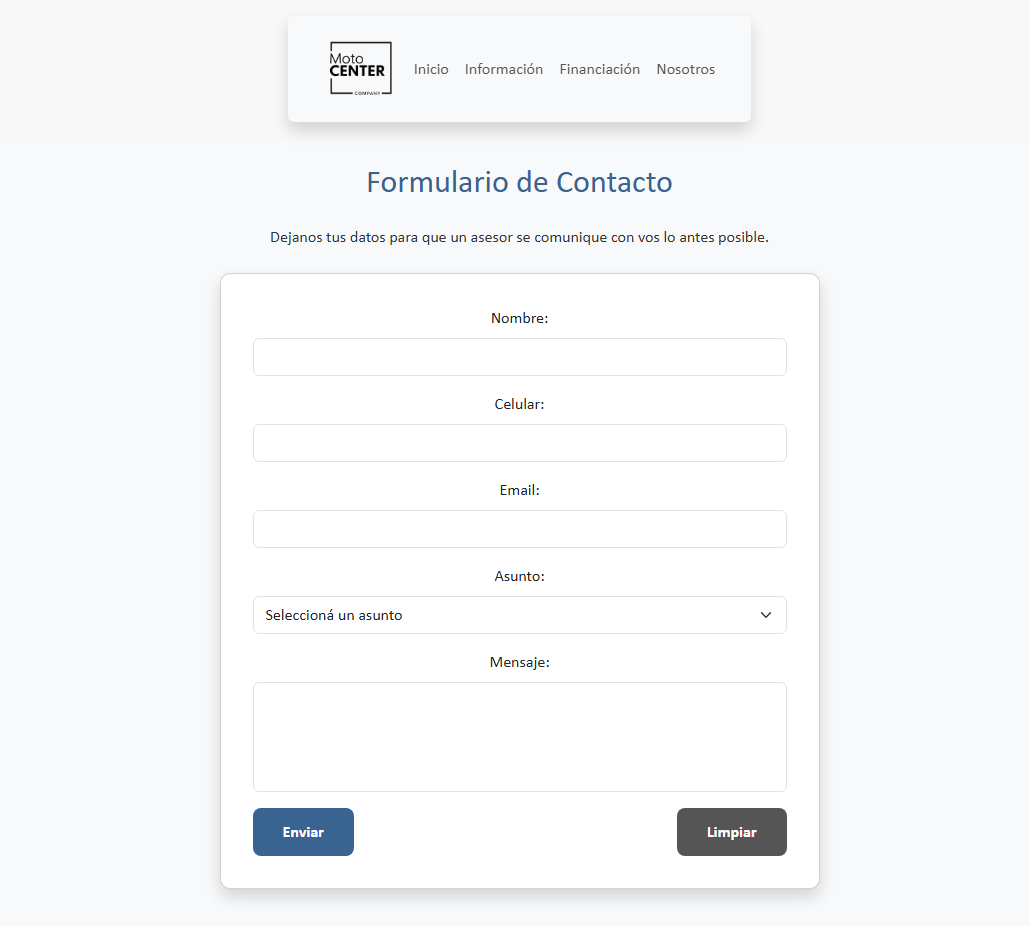 Moto
CENTER
COMPANY
Inicio Información Financiación Nosotros
Formulario de Contacto
Dejanos tus datos para que un asesor se comunique con vos lo antes posible.
Nombre:
Celular:
Email:
Asunto:
Seleccioná un asunto
Mensaje:
Enviar Limpiar